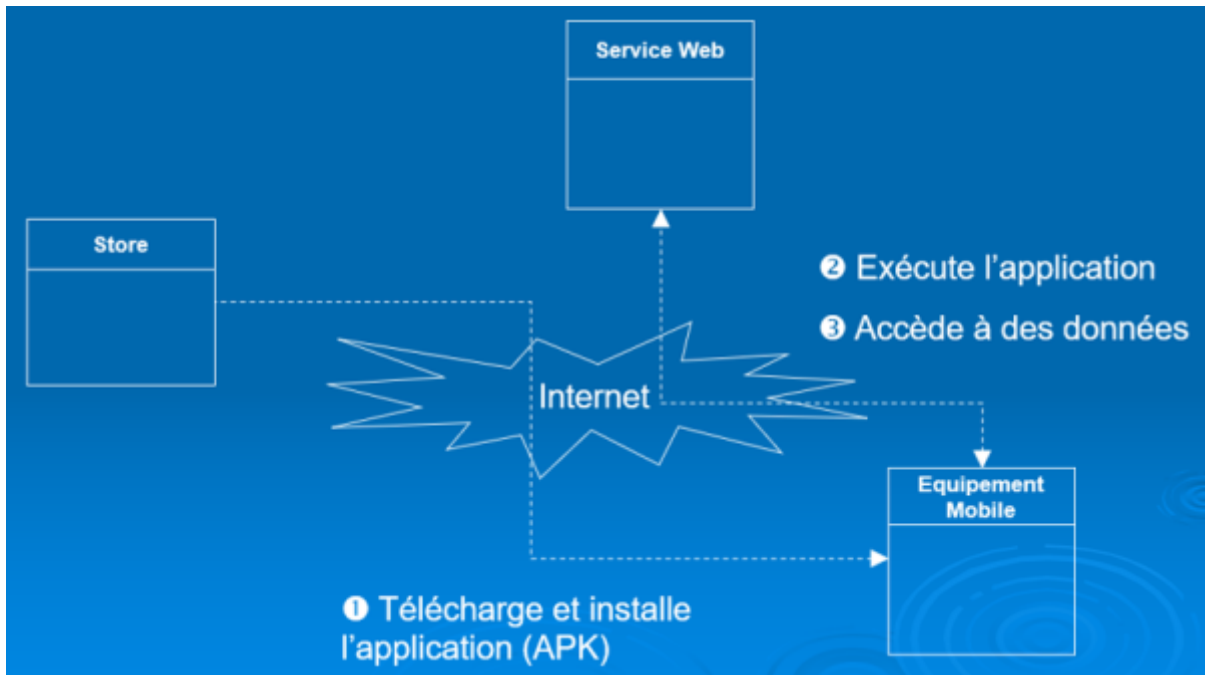 Service Web
Store
❷ Exécute l’application
❸ Accède à des données
Internet
Equipement
Mobile
❶ Télécharge et installe
l’application (APK)